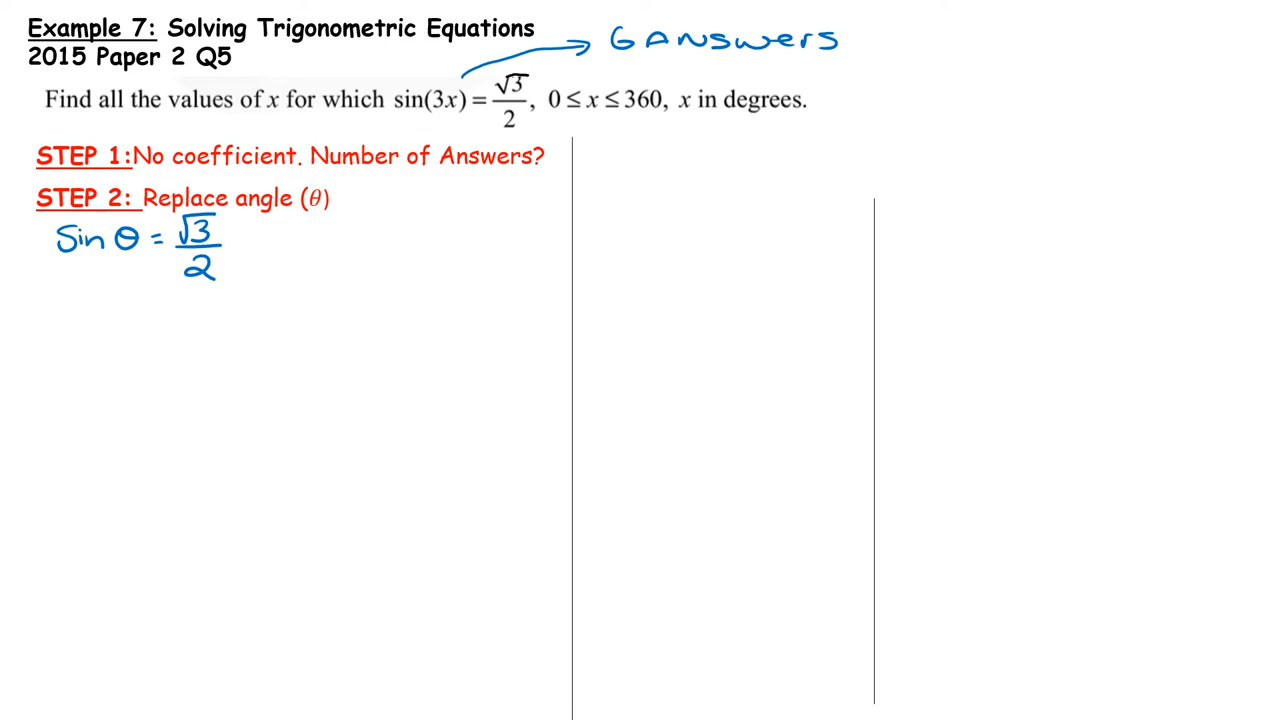 Example 7: Solving Trigonometric Equations
2015 Paper 2 Q5
6 Answers
Find all the values of x for which sin(3x) = √3/2, 0 ≤ x ≤ 360, x in degrees.
STEP 1:No coefficient. Number of Answers?
STEP 2: Replace angle (θ)
Sin θ = √3/2